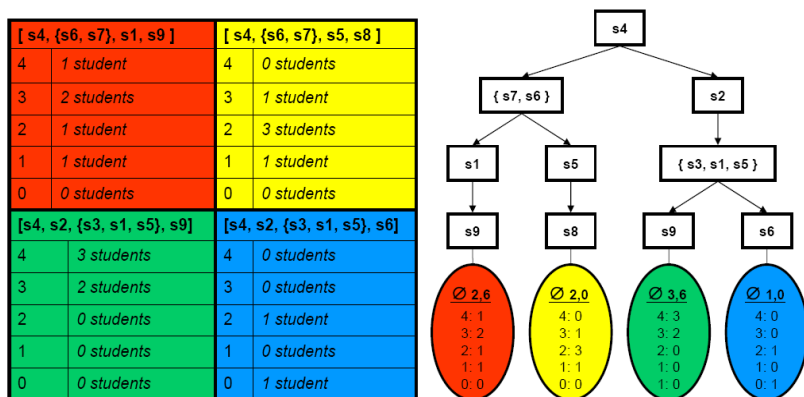 [ s4, {s6, s7}, s1, s9 ]
4 1 student
3 2 students
2 1 student
1 1 student
0 0 students
[ s4, {s6, s7}, s5, s8 ]
4 0 students
3 1 student
2 3 students
1 1 student
0 0 students
[s4, s2, {s3, s1, s5}, s9]
4 3 students
3 2 students
2 0 students
1 0 students
0 0 students
[s4, s2, {s3, s1, s5}, s6]
4 0 students
3 0 students
2 1 student
1 0 students
0 1 student
s4
{ s7, s6 }
s2
s1
s5
{ s3, s1, s5 }
s9
s8
s9
s6
∅ 2,6
4: 1
3: 2
2: 1
1: 1
0: 0
∅ 2,0
4: 0
3: 1
2: 3
1: 1
0: 0
∅ 3,6
4: 3
3: 2
2: 0
1: 0
1: 0
∅ 1,0
4: 0
3: 0
2: 1
1: 0
0: 1